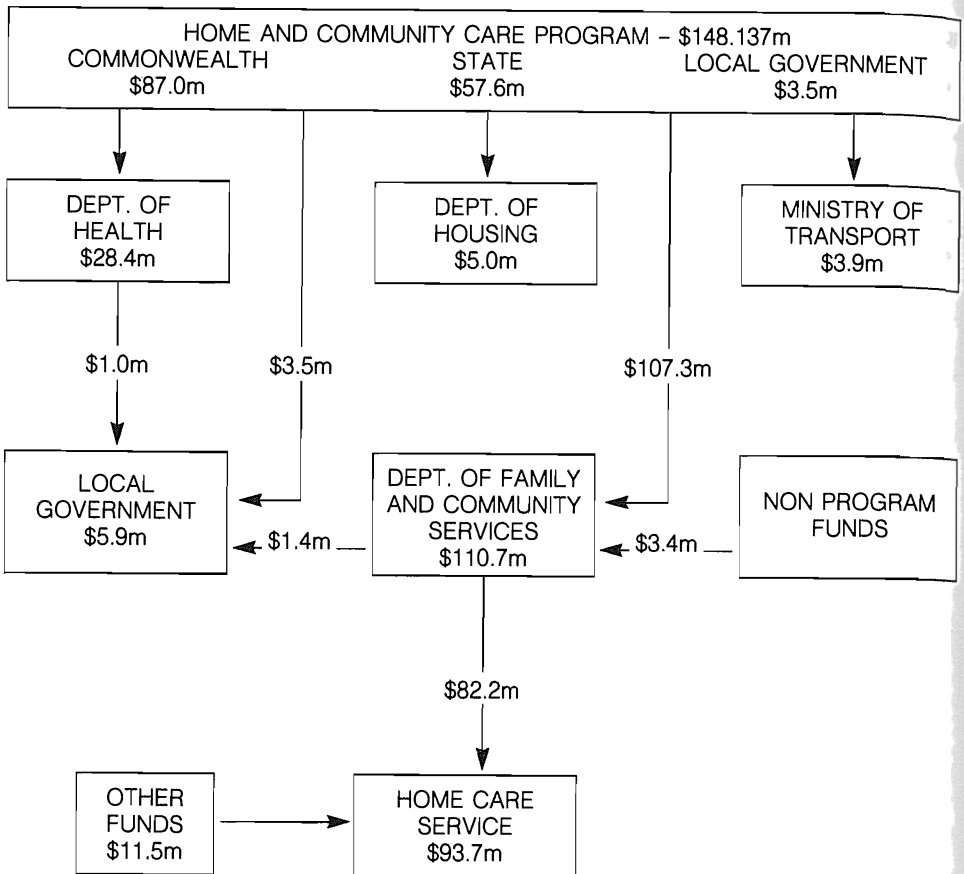 HOME AND COMMUNITY CARE PROGRAM – $148.137m
COMMONWEALTH
$87.0m
STATE
$57.6m
LOCAL GOVERNMENT
$3.5m
DEPT. OF
HEALTH
$28.4m
DEPT. OF
HOUSING
$5.0m
MINISTRY OF
TRANSPORT
$3.9m
$1.0m
$3.5m
$107.3m
LOCAL
GOVERNMENT
$5.9m
$1.4m
DEPT. OF FAMILY
AND COMMUNITY
SERVICES
$110.7m
$3.4m
NON PROGRAM
FUNDS
$82.2m
OTHER
FUNDS
$11.5m
HOME CARE
SERVICE
$93.7m